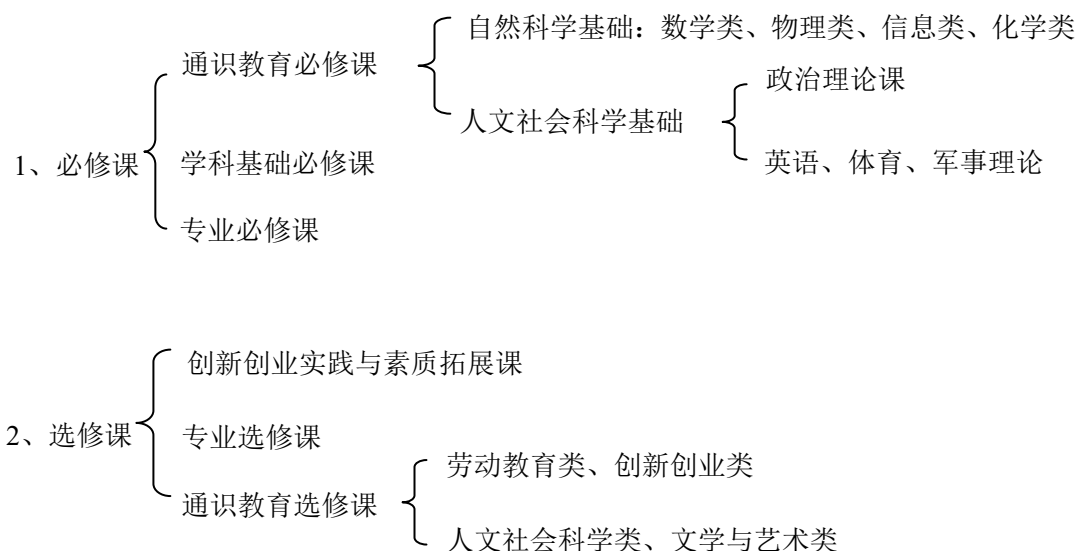 自然科学基础：数学类、物理类、信息类、化学类
通识教育必修课
政治理论课
人文社会科学基础
1、必修课
学科基础必修课
英语、体育、军事理论
专业必修课
创新创业实践与素质拓展课
2、选修课
专业选修课
劳动教育类、创新创业类
通识教育选修课
人文社会科学类、文学与艺术类